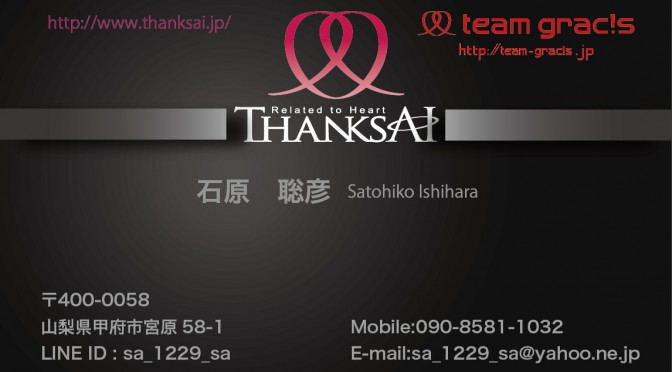 http://www.thanksai.jp/
team grac!s
http://team-gracis.jp
Related to Heart
THANKSAI
石原　聡彦 Satohiko Ishihara
〒400-0058
山梨県甲府市宮原 58-1
Mobile:090-8581-1032
LINE ID : sa_1229_sa
E-mail:sa_1229_sa@yahoo.ne.jp